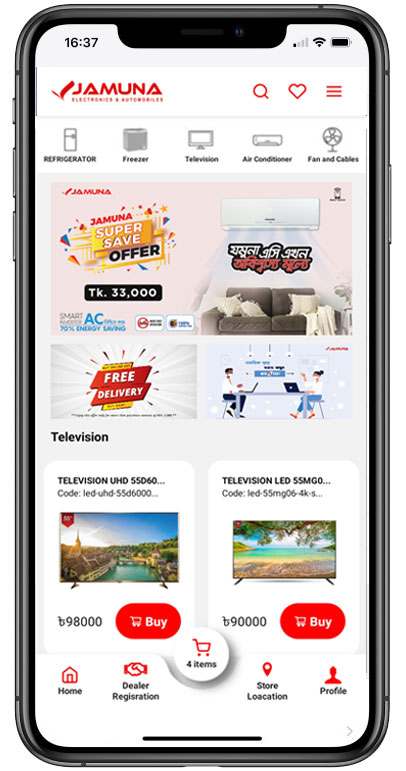 16:37
JAMUNA
ELECTRONICS & AUTOMOBILES
REFRIGERATOR
Freezer
Television
Air Conditioner
Fan and Cables
JAMUNA
JAMUNA
SUPER
SAVE
OFFER
যমুনা এসি এখন
অবিশ্বাস্য মূল্যে
Tk. 33,000
SMART
INVERTER AC
70% ENERGY SAVING
FREE
DELIVERY
JAMUNA
Television
TELEVISION UHD 55D60...
Code: led-uhd-55d6000...
55"
৳98000
Buy
TELEVISION LED 55MG0...
Code: led-55mg06-4k-s...
৳90000
Buy
4 items
Home
Dealer
Regisration
Store
Loacation
Profile